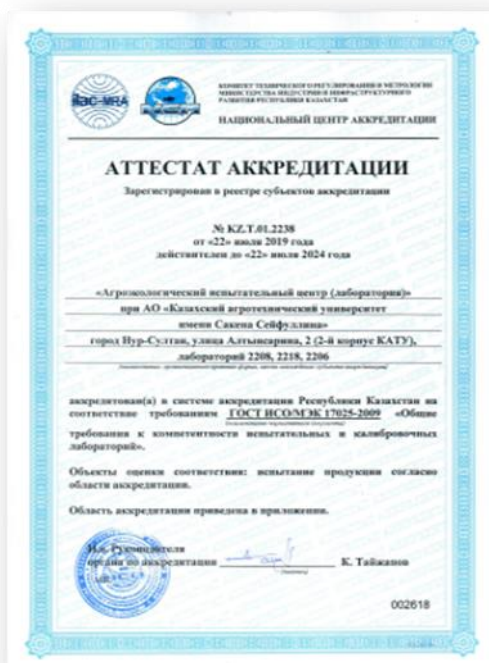 ilac-MRA
КОМИТЕТ ТЕХНИЧЕСКОГО РЕГУЛИРОВАНИЯ И МЕТРОЛОГИИ
МИНИСТЕРСТВА ИНДУСТРИИ И ИНФРАСТРУКТУРНОГО
РАЗВИТИЯ РЕСПУБЛИКИ КАЗАХСТАН
НАЦИОНАЛЬНЫЙ ЦЕНТР АККРЕДИТАЦИИ
АТТЕСТАТ АККРЕДИТАЦИИ
Зарегистрирован в реестре субъектов аккредитации
№ KZ.T.01.2238
от «22» июля 2019 года
действителен до «22» июля 2024 года
«Агроэкологический испытательный центр (лаборатория)»
при АО «Казахский агротехнический университет
имени Сакена Сейфуллина»
город Нур-Султан, улица Алтынсарина, 2 (2-й корпус КАТУ),
лабораторий 2208, 2218, 2206
аккредитован(а) в системе аккредитации Республики Казахстан на
соответствие требованиям ГОСТ ИСО/МЭК 17025-2009 «Общие
требования к компетентности испытательных и калибровочных
лабораторий».
Объекты оценки соответствия: испытание продукции согласно
области аккредитации.
Область аккредитации приведена в приложении.
И.о. Руководителя
органа по аккредитации К. Тайжанов
002618